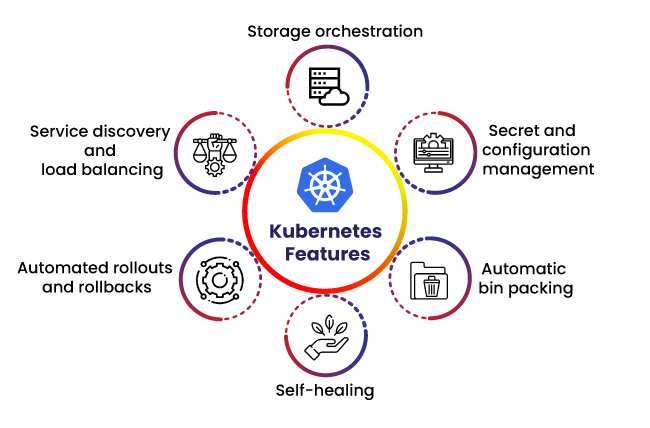 Storage orchestration
Service discovery
and
load balancing
Secret and
configuration
management
Kubernetes
Features
Automated rollouts
and rollbacks
Automatic
bin packing
Self-healing